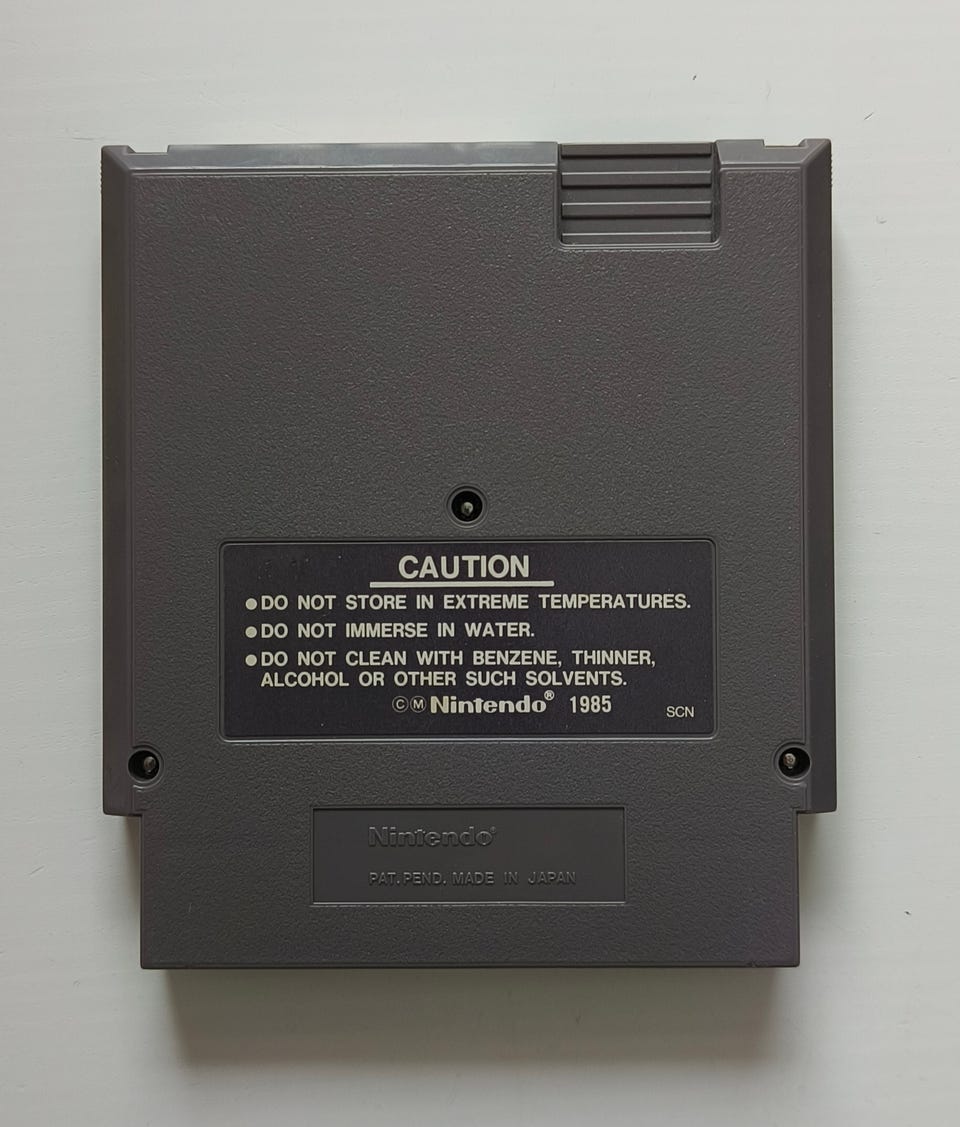 CAUTION
●DO NOT STORE IN EXTREME TEMPERATURES.
●DO NOT IMMERSE IN WATER.
●DO NOT CLEAN WITH BENZENE, THINNER,
ALCOHOL OR OTHER SUCH SOLVENTS.
ⒸⓂNintendo® 1985
SCN
Nintendo®
PAT. PEND. MADE IN JAPAN